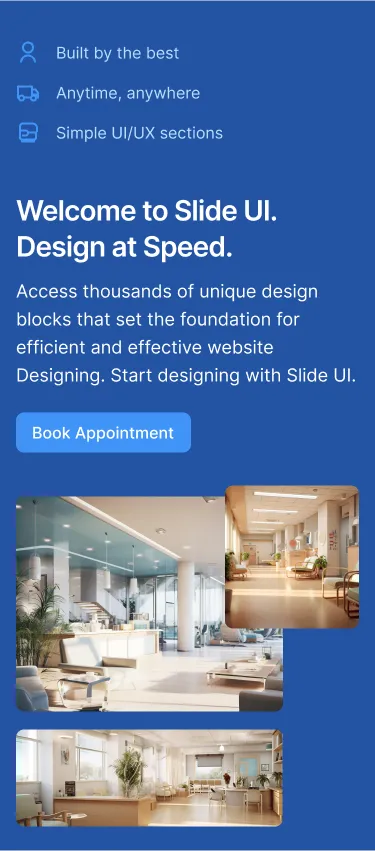 Built by the best
Anytime, anywhere
Simple UI/UX sections
Welcome to Slide UI.
Design at Speed.
Access thousands of unique design
blocks that set the foundation for
efficient and effective website
Designing. Start designing with Slide UI.
Book Appointment